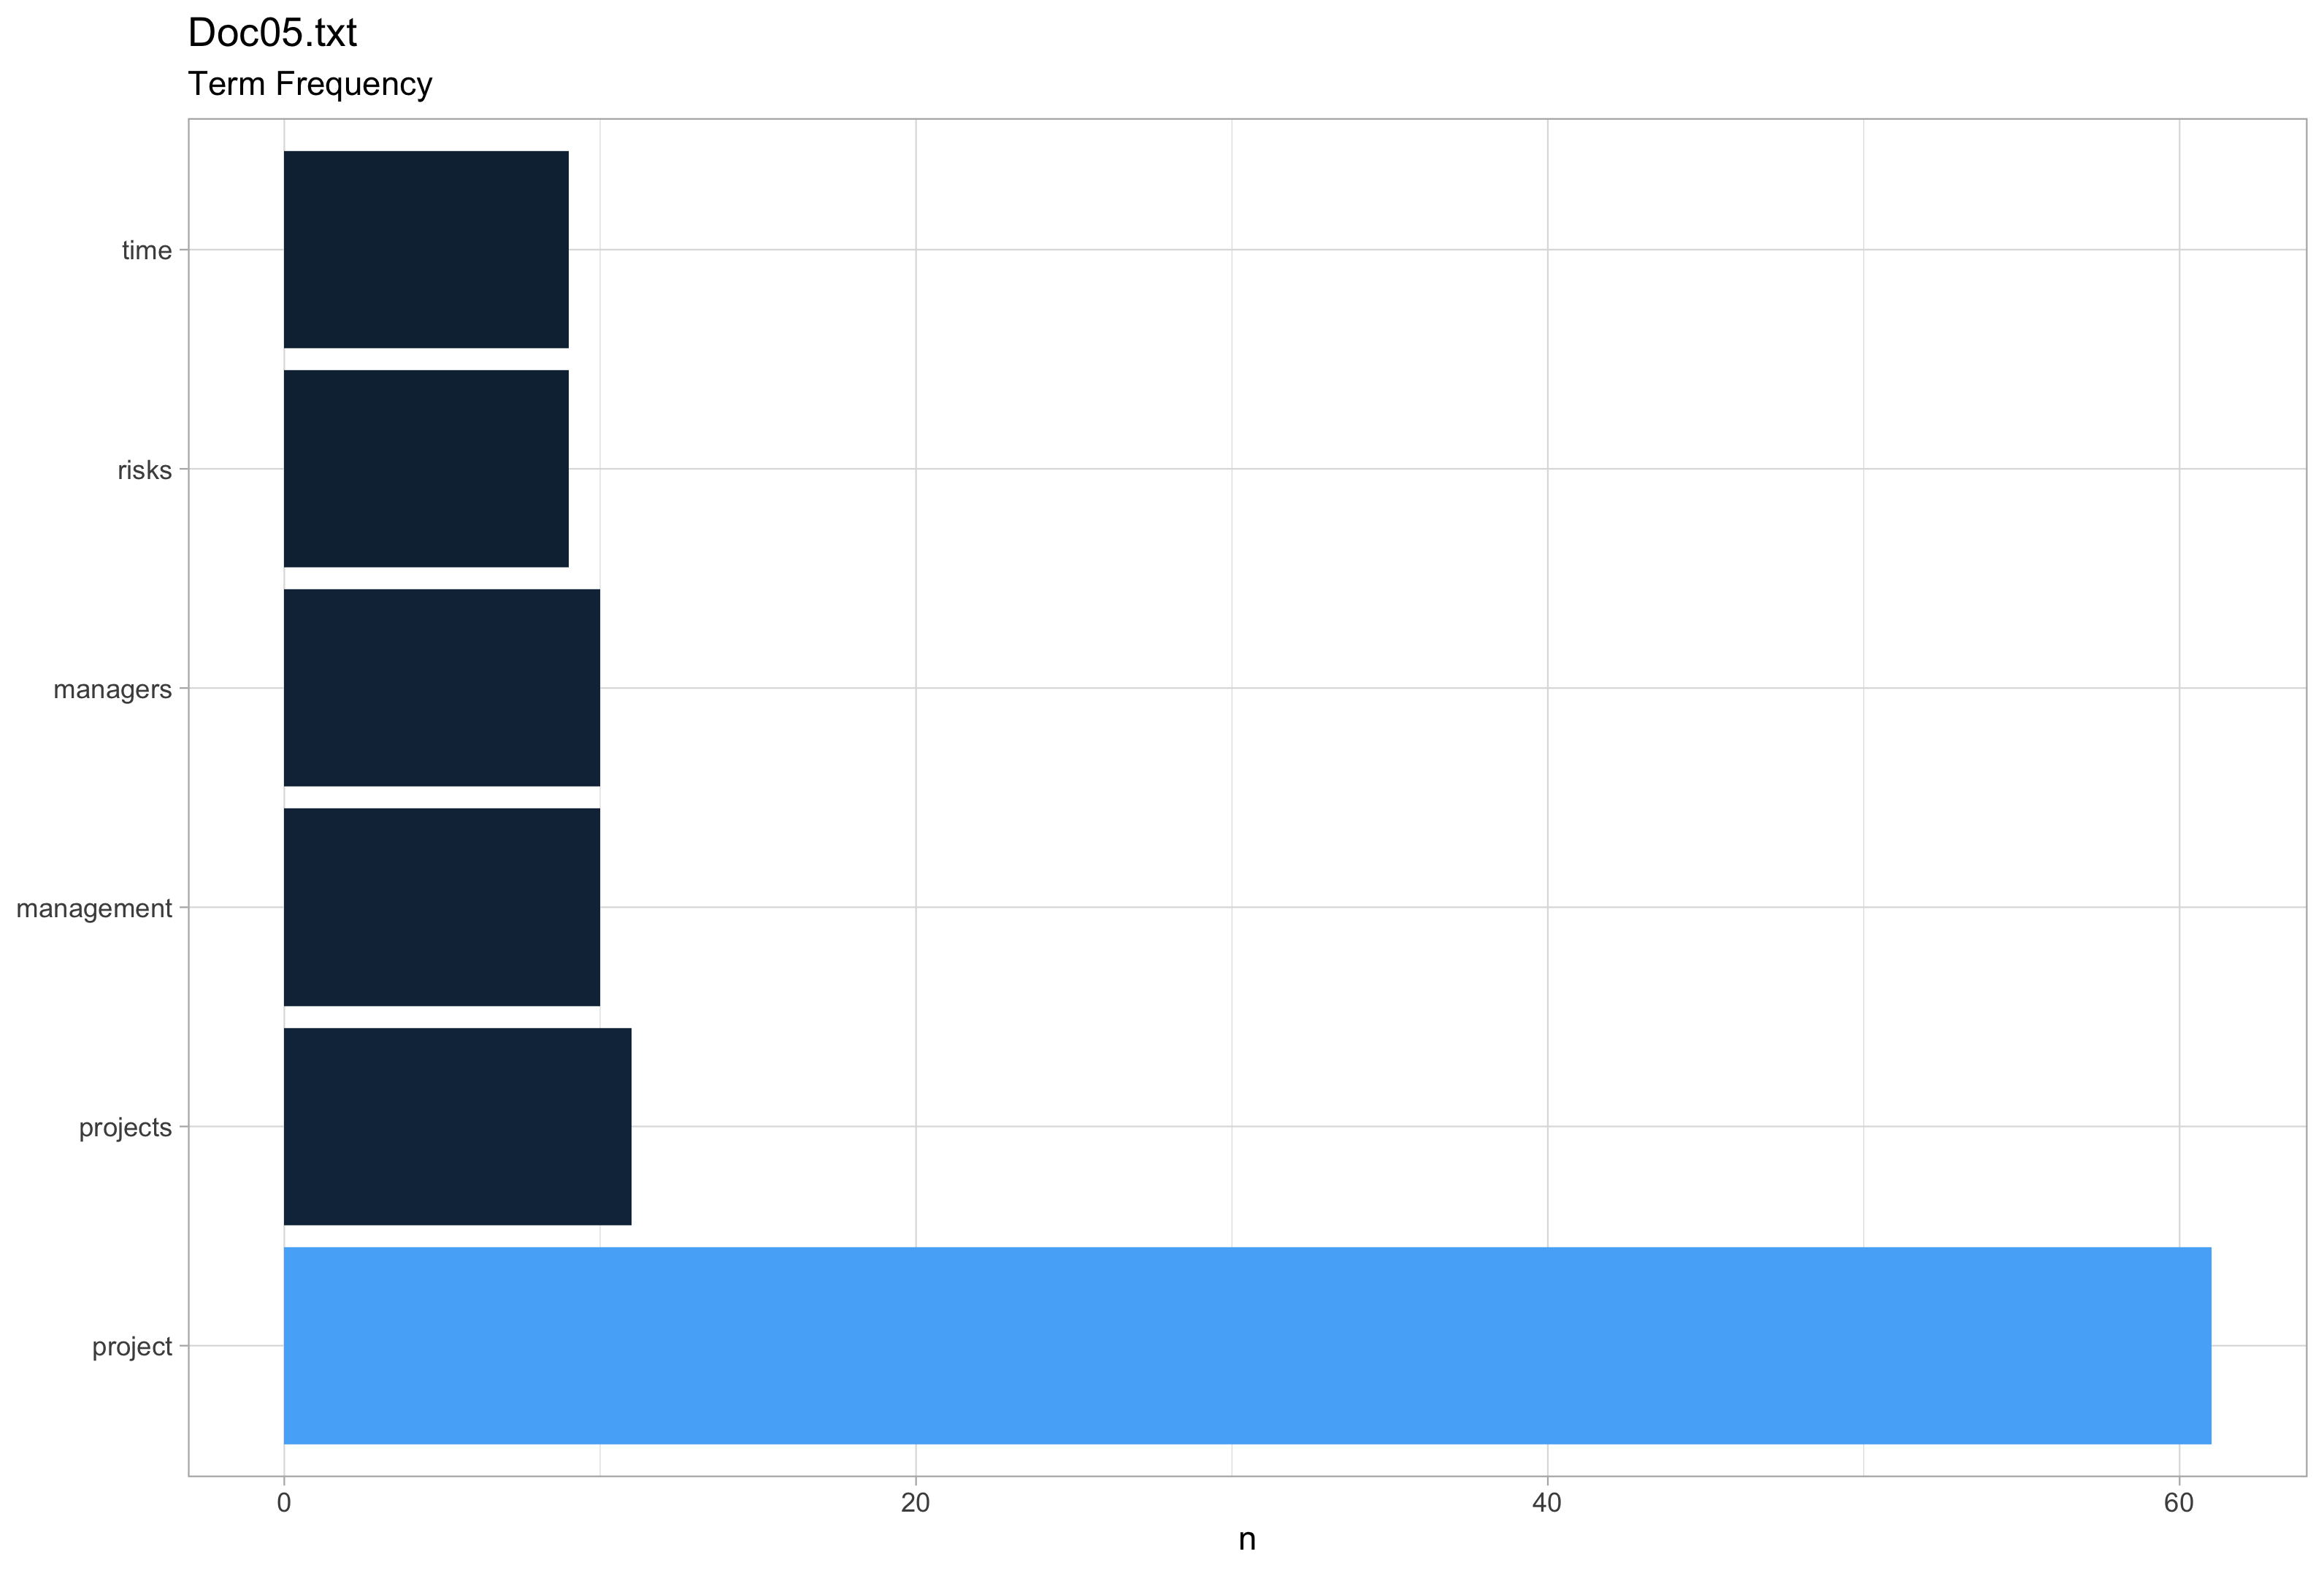 Doc05.txt
Term Frequency
time
risks
managers
management
projects
project
0 20 40 60
n